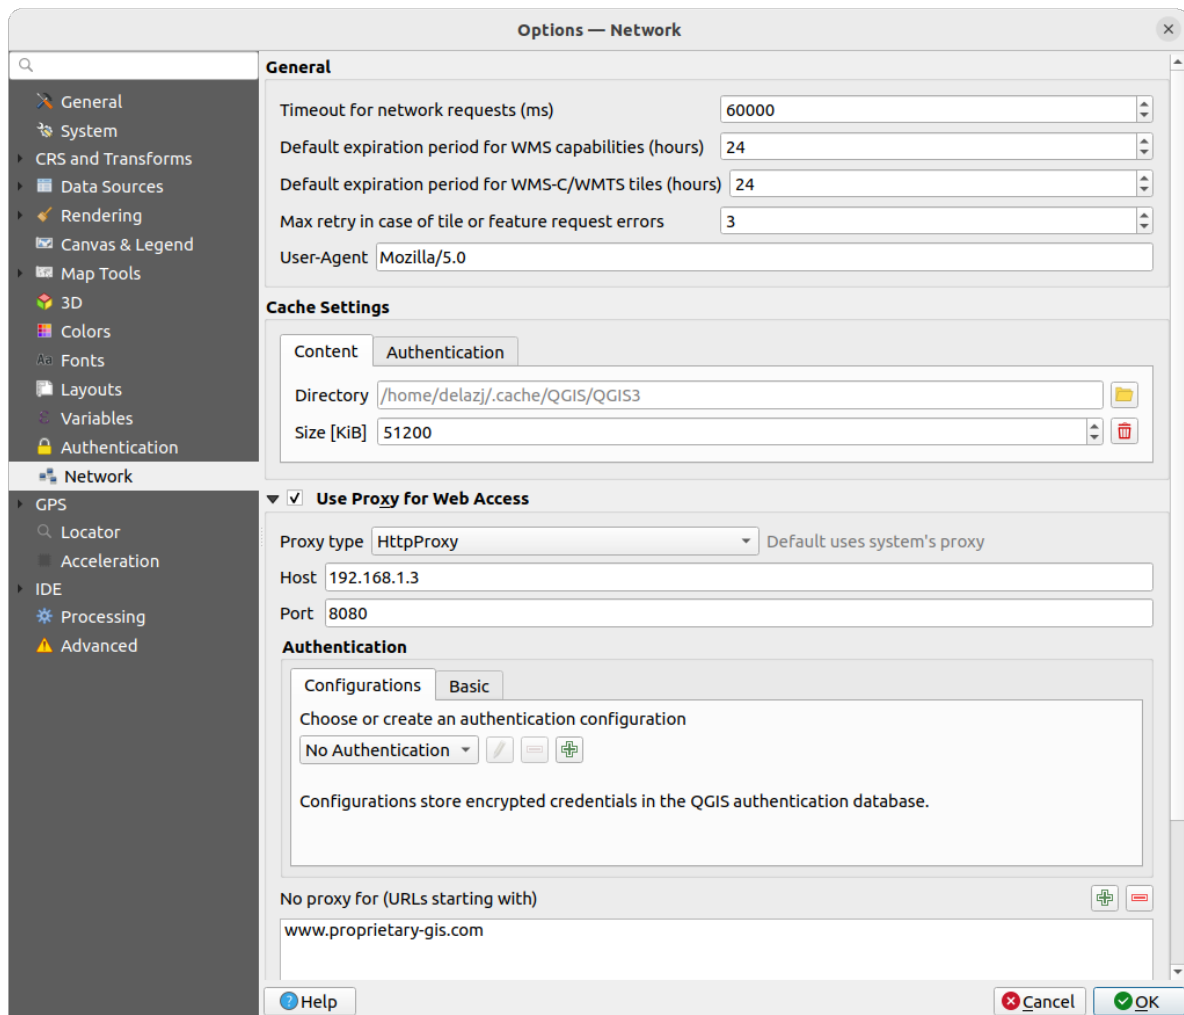 Options — Network
General
System
CRS and Transforms
Data Sources
Rendering
Canvas & Legend
Map Tools
3D
Colors
Aa Fonts
Layouts
Variables
Authentication
Network
GPS
Locator
Acceleration
IDE
Processing
Advanced
General
Timeout for network requests (ms) 60000
Default expiration period for WMS capabilities (hours) 24
Default expiration period for WMS-C/WMTS tiles (hours) 24
Max retry in case of tile or feature request errors 3
User-Agent Mozilla/5.0
Cache Settings
Content Authentication
Directory /home/delazj/.cache/QGIS/QGIS3
Size [KiB] 51200
Use Proxy for Web Access
Proxy type HttpProxy Default uses system's proxy
Host 192.168.1.3
Port 8080
Authentication
Configurations Basic
Choose or create an authentication configuration
No Authentication
Configurations store encrypted credentials in the QGIS authentication database.
No proxy for (URLs starting with)
www.proprietary-gis.com
Help Cancel OK